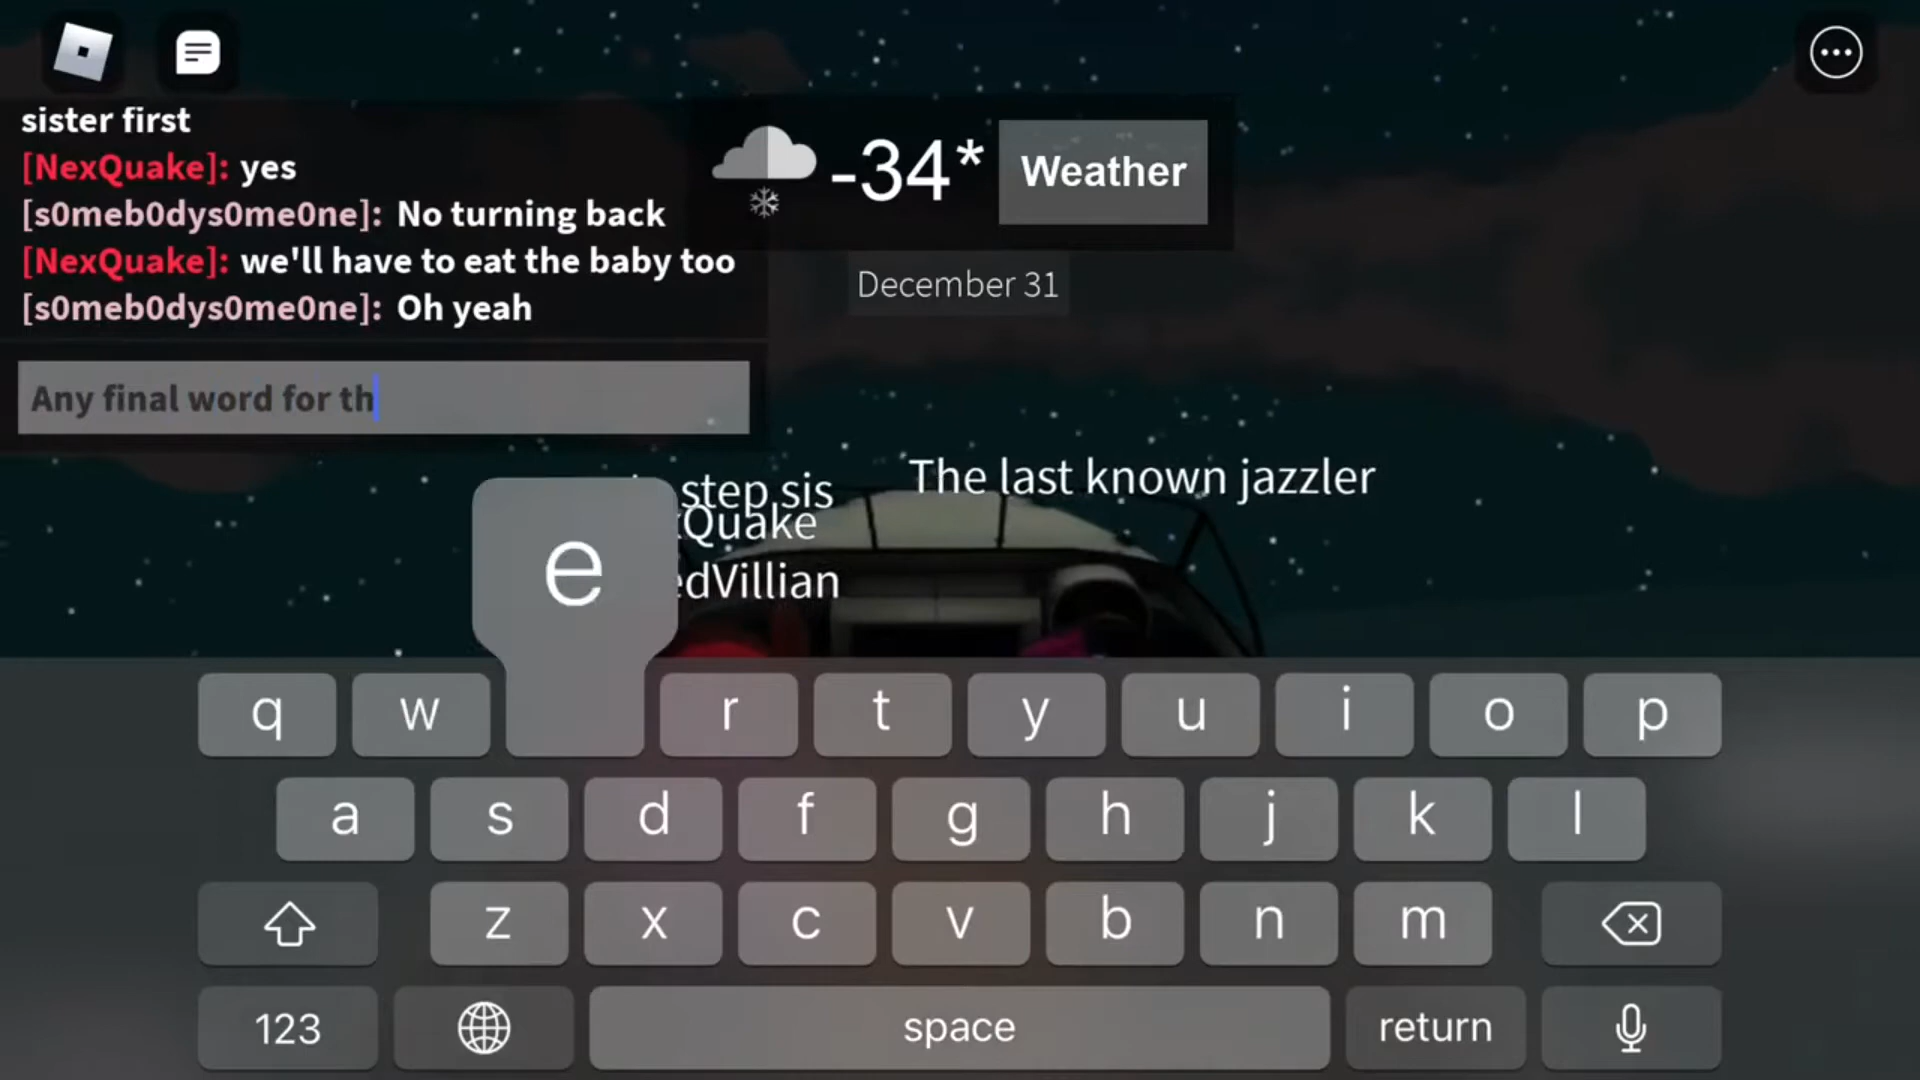 sister first
[NexQuake]: yes
[s0meb0dys0me0ne]: No turning back
[NexQuake]: we'll have to eat the baby too
[s0meb0dys0me0ne]: Oh yeah
Any final word for th
-34*
Weather
December 31
The last known jazzler
step sis
Quake
edVillian
e
q w r t y u i o p
a s d f g h j k l
z x c v b n m
123 space return